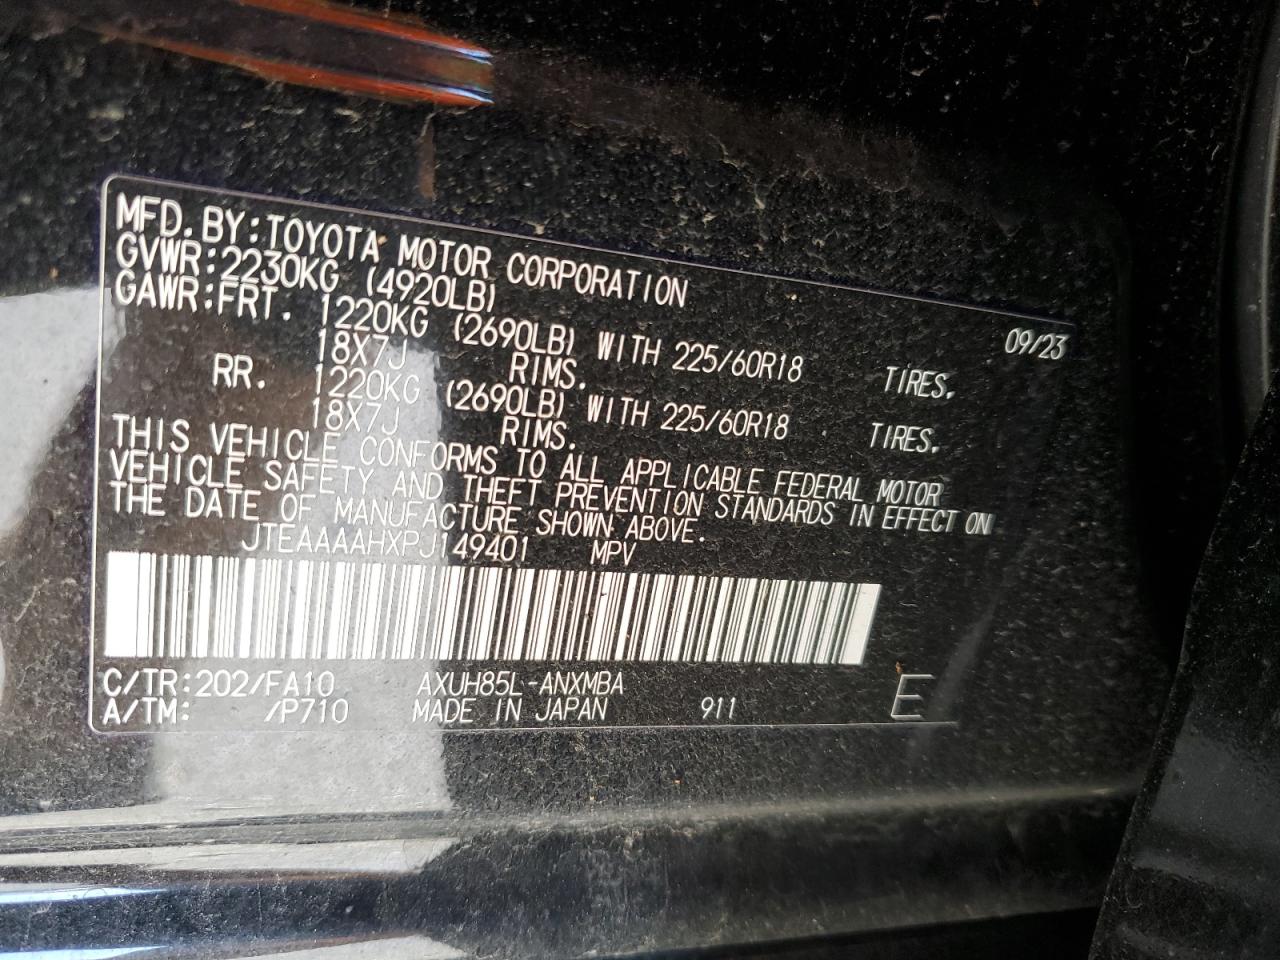 MFD.BY:TOYOTA MOTOR CORPORATION 09/23
GVWR:2230KG (4920LB)
GAWR:FRT. 1220KG (2690LB) WITH 225/60R18 TIRES.
18X7J RIMS.
RR. 1220KG (2690LB) WITH 225/60R18 TIRES.
18X7J RIMS.
THIS VEHICLE CONFORMS TO ALL APPLICABLE FEDERAL MOTOR
VEHICLE SAFETY AND THEFT PREVENTION STANDARDS IN EFFECT ON
THE DATE OF MANUFACTURE SHOWN ABOVE.
JTEAAAAHXPJ149401 MPV
C/TR:202/FA10 AXUH85L-ANXMBA
A/TM: /P710 MADE IN JAPAN 911 E